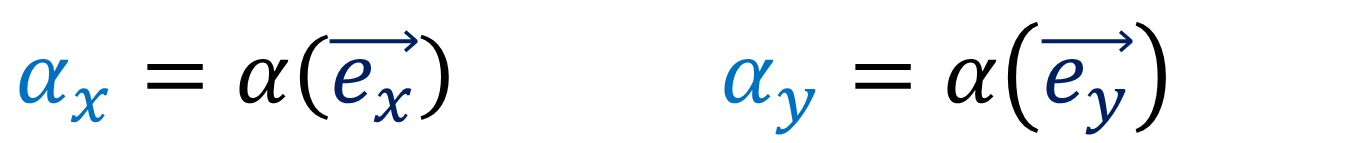 αₓ = α(e⃗ₓ) α_y = α(e⃗_y)